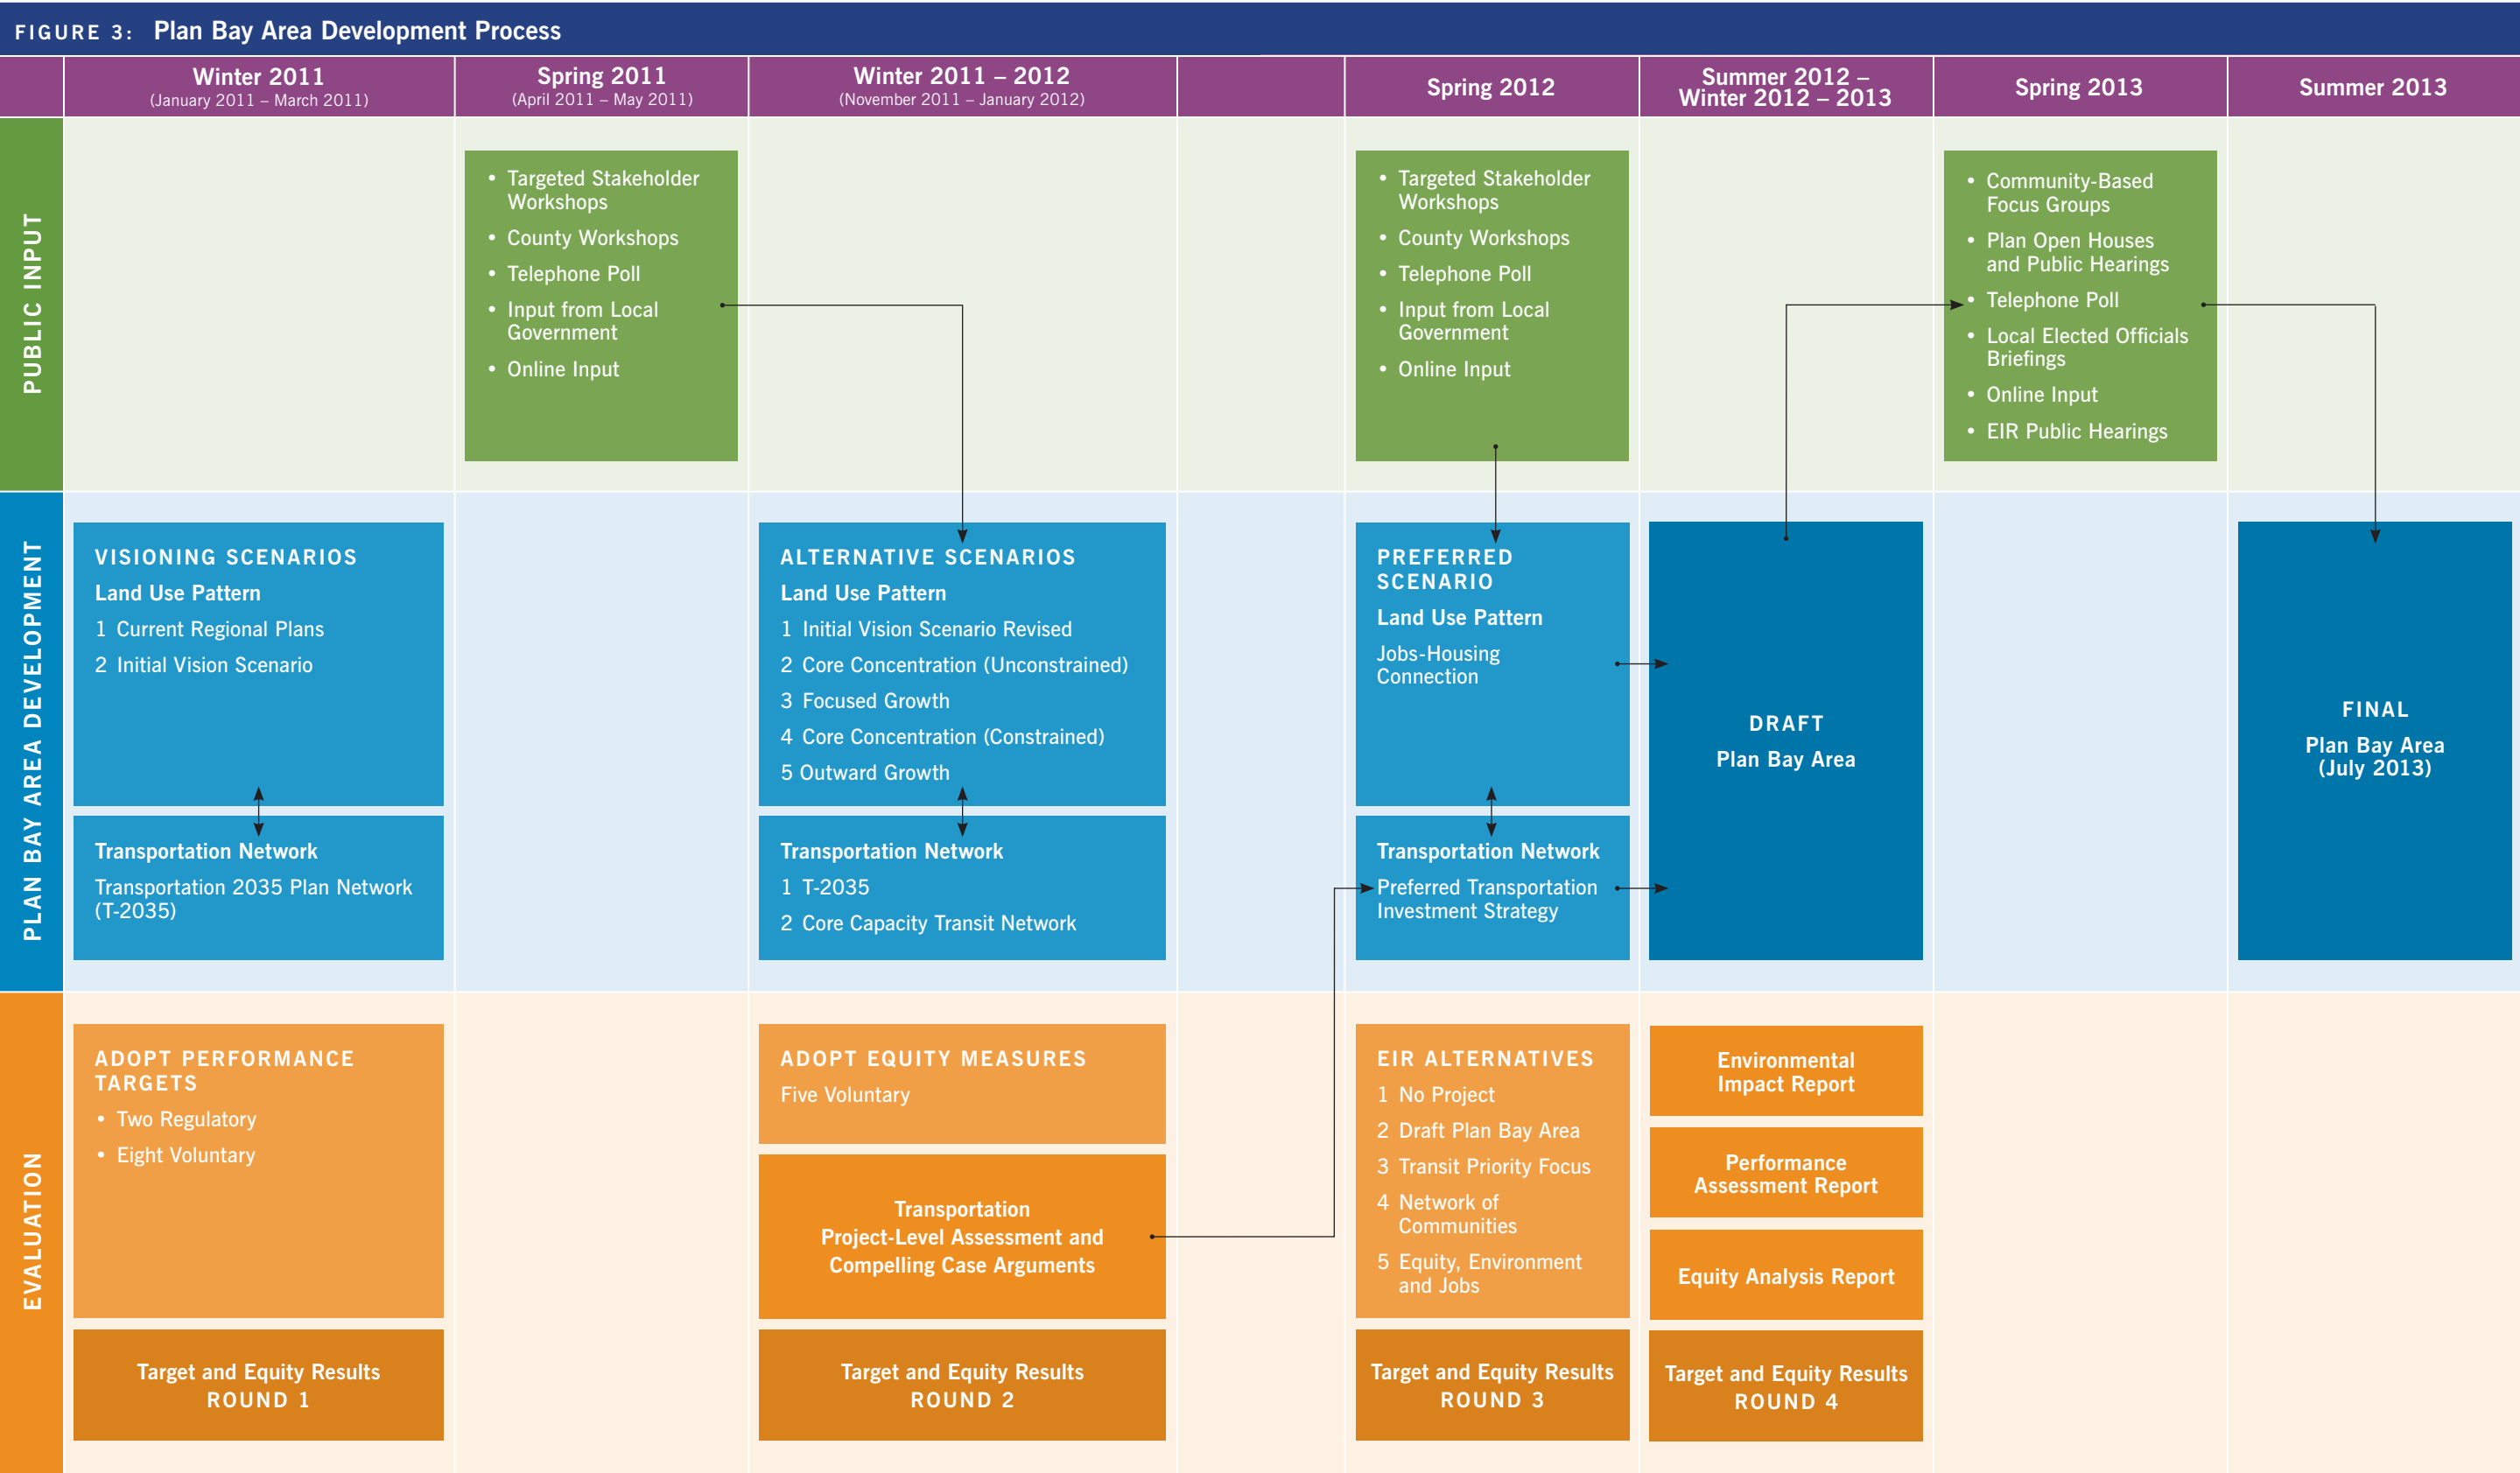 FIGURE 3: Plan Bay Area Development Process
Winter 2011
(January 2011 – March 2011)
Spring 2011
(April 2011 – May 2011)
Winter 2011 – 2012
(November 2011 – January 2012)
Spring 2012
Summer 2012 –
Winter 2012 – 2013
Spring 2013
Summer 2013
PUBLIC INPUT
• Targeted Stakeholder
Workshops
• County Workshops
• Telephone Poll
• Input from Local
Government
• Online Input
• Targeted Stakeholder
Workshops
• County Workshops
• Telephone Poll
• Input from Local
Government
• Online Input
• Community-Based
Focus Groups
• Plan Open Houses
and Public Hearings
• Telephone Poll
• Local Elected Officials
Briefings
• Online Input
• EIR Public Hearings
PLAN BAY AREA DEVELOPMENT
VISIONING SCENARIOS
Land Use Pattern
1 Current Regional Plans
2 Initial Vision Scenario
Transportation Network
Transportation 2035 Plan Network
(T-2035)
ALTERNATIVE SCENARIOS
Land Use Pattern
1 Initial Vision Scenario Revised
2 Core Concentration (Unconstrained)
3 Focused Growth
4 Core Concentration (Constrained)
5 Outward Growth
Transportation Network
1 T-2035
2 Core Capacity Transit Network
PREFERRED
SCENARIO
Land Use Pattern
Jobs-Housing
Connection
Transportation Network
Preferred Transportation
Investment Strategy
DRAFT
Plan Bay Area
FINAL
Plan Bay Area
(July 2013)
EVALUATION
ADOPT PERFORMANCE
TARGETS
• Two Regulatory
• Eight Voluntary
Target and Equity Results
ROUND 1
ADOPT EQUITY MEASURES
Five Voluntary
Transportation
Project-Level Assessment and
Compelling Case Arguments
Target and Equity Results
ROUND 2
EIR ALTERNATIVES
1 No Project
2 Draft Plan Bay Area
3 Transit Priority Focus
4 Network of
Communities
5 Equity, Environment
and Jobs
Target and Equity Results
ROUND 3
Environmental
Impact Report
Performance
Assessment Report
Equity Analysis Report
Target and Equity Results
ROUND 4